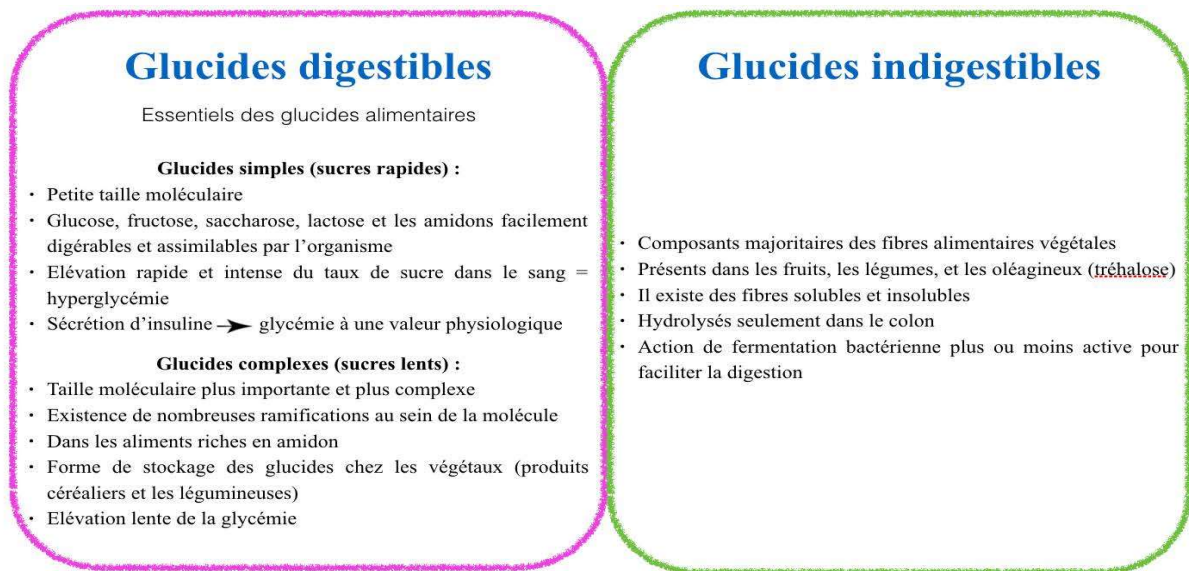 Glucides digestibles
Essentiels des glucides alimentaires
Glucides simples (sucres rapides) :
· Petite taille moléculaire
· Glucose, fructose, saccharose, lactose et les amidons facilement
digérables et assimilables par l’organisme
· Elévation rapide et intense du taux de sucre dans le sang =
hyperglycémie
· Sécrétion d’insuline ➛ glycémie à une valeur physiologique
Glucides complexes (sucres lents) :
· Taille moléculaire plus importante et plus complexe
· Existence de nombreuses ramifications au sein de la molécule
· Dans les aliments riches en amidon
· Forme de stockage des glucides chez les végétaux (produits
céréaliers et les légumineuses)
· Elévation lente de la glycémie
Glucides indigestibles
· Composants majoritaires des fibres alimentaires végétales
· Présents dans les fruits, les légumes, et les oléagineux (tréhalose)
· Il existe des fibres solubles et insolubles
· Hydrolysés seulement dans le colon
· Action de fermentation bactérienne plus ou moins active pour
faciliter la digestion